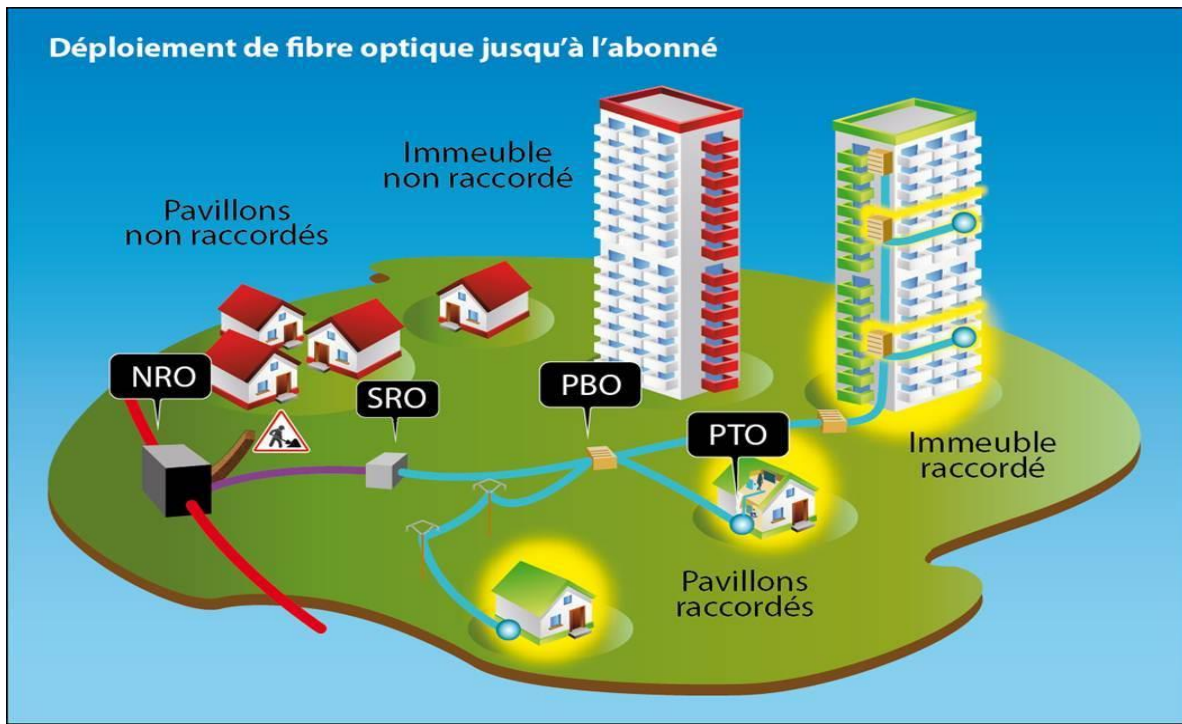 Déploiement de fibre optique jusqu'à l'abonné
Immeuble
non raccordé
Pavillons
non raccordés
NRO
SRO
PBO
PTO
Immeuble
raccordé
Pavillons
raccordés